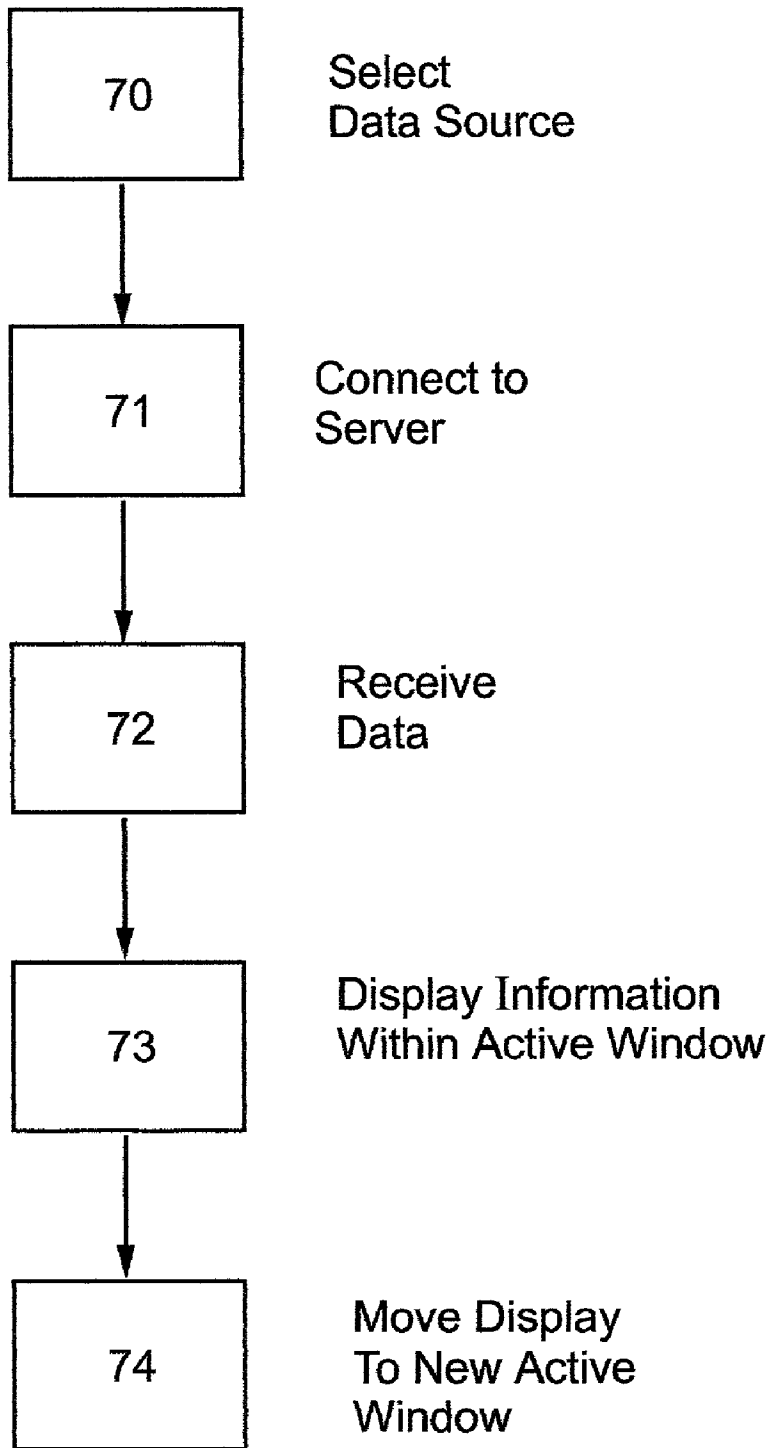 70
Select
Data Source
71
Connect to
Server
72
Receive
Data
73
Display Information
Within Active Window
74
Move Display
To New Active
Window